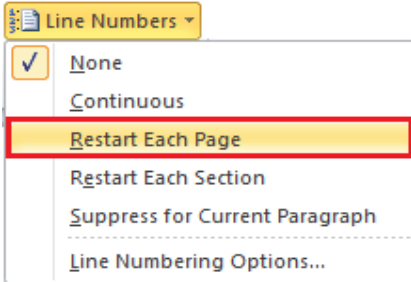 Line Numbers
None
Continuous
Restart Each Page
Restart Each Section
Suppress for Current Paragraph
Line Numbering Options...